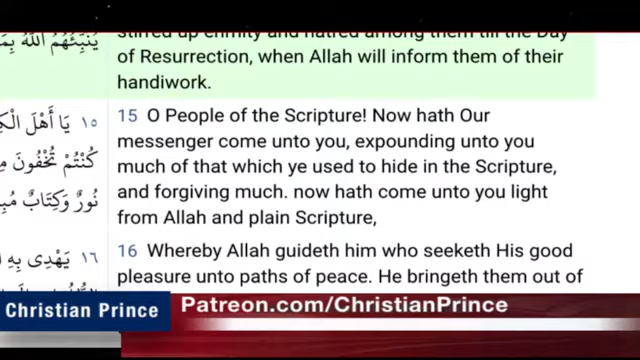 stirred up enmity and hatred among them till the Day
of Resurrection, when Allah will inform them of their
handiwork.
يُنَبِّئُهُمُ اللَّهُ
15 O People of the Scripture! Now hath Our
messenger come unto you, expounding unto you
much of that which ye used to hide in the Scripture,
and forgiving much. now hath come unto you light
from Allah and plain Scripture,
١٥ يَا أَهْلَ
كُنْتُمْ تُخْفُونَ
نُورٌ وَكِتَابٌ
16 Whereby Allah guideth him who seeketh His good
pleasure unto paths of peace. He bringeth them out of
١٦ يَهْدِي بِهِ
Christian Prince
Patreon.com/ChristianPrince